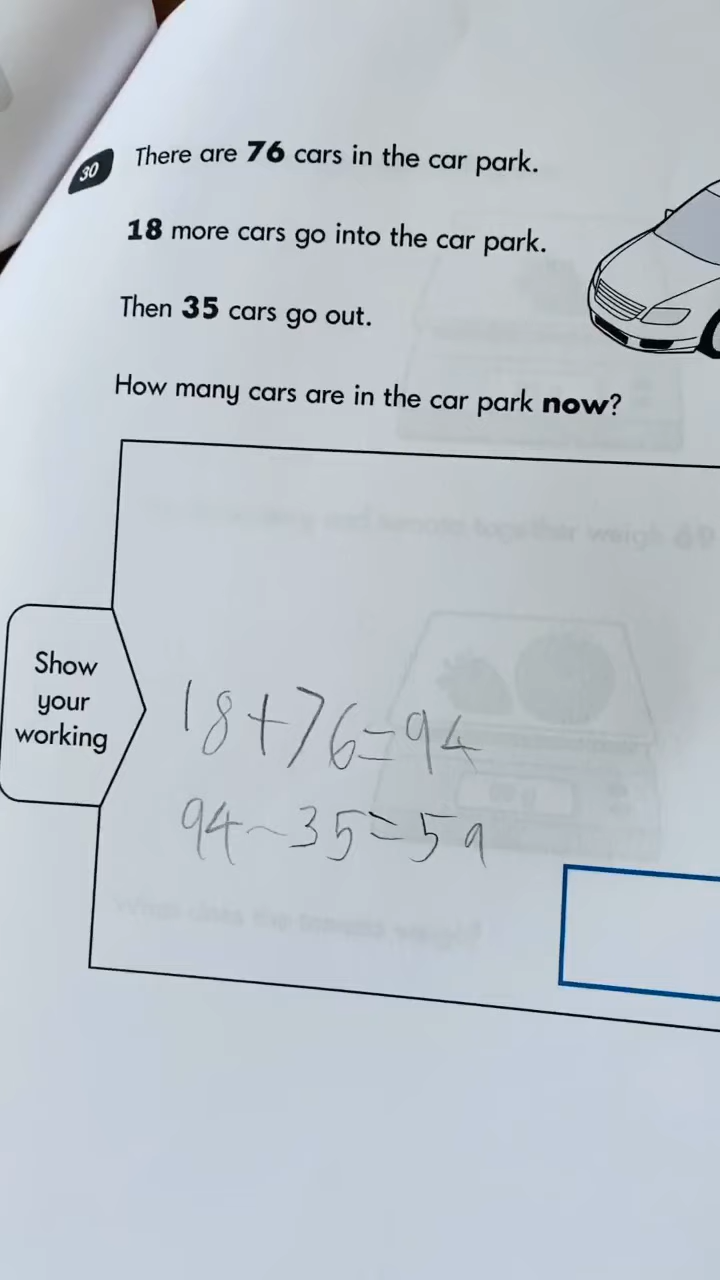 30 There are 76 cars in the car park.
18 more cars go into the car park.
Then 35 cars go out.
How many cars are in the car park now?
Show
your
working
18+76=94
94-35=59